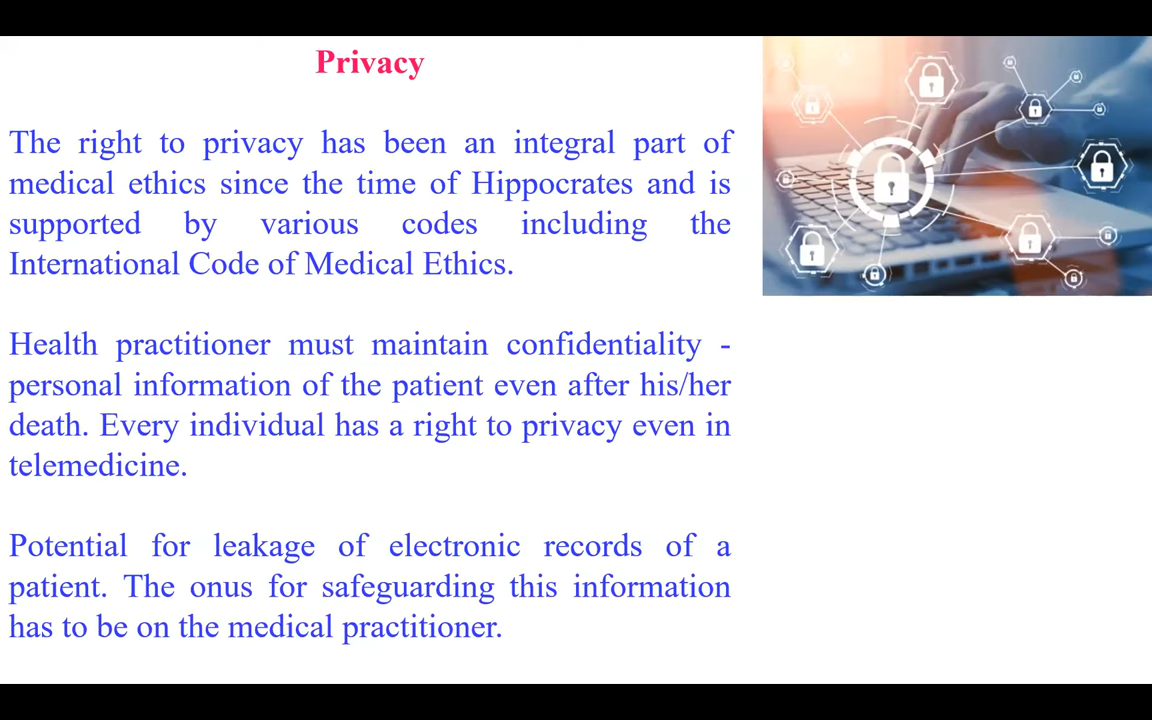 Privacy
The right to privacy has been an integral part of
medical ethics since the time of Hippocrates and is
supported by various codes including the
International Code of Medical Ethics.
Health practitioner must maintain confidentiality -
personal information of the patient even after his/her
death. Every individual has a right to privacy even in
telemedicine.
Potential for leakage of electronic records of a
patient. The onus for safeguarding this information
has to be on the medical practitioner.